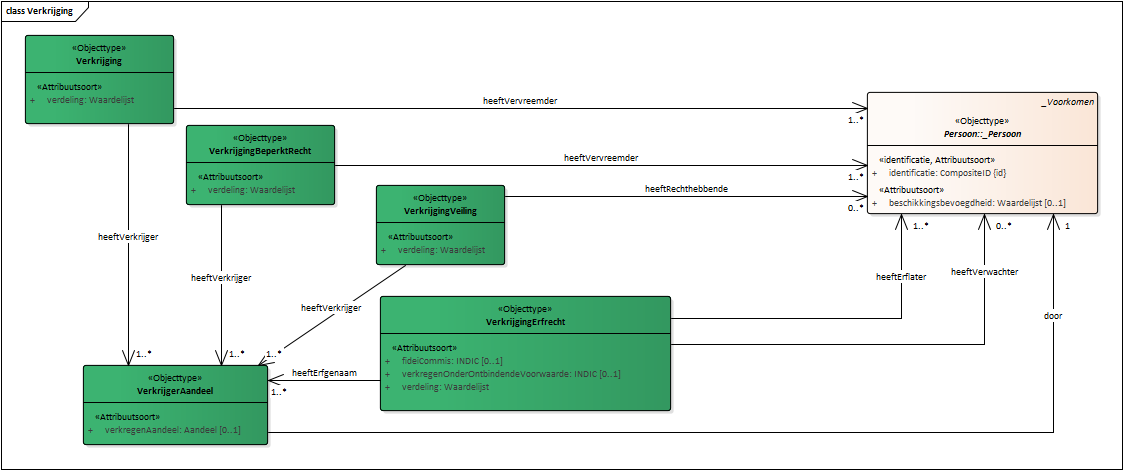 class Verkrijging
«Objecttype»
Verkrijging
«Attribuutsoort»
+ verdeling: Waardelijst
heeftVervreemder
1..*
_Voorkomen
«Objecttype»
Persoon::_Persoon
«identificatie, Attribuutsoort»
+ identificatie: CompositeID {id}
«Attribuutsoort»
+ beschikkingsbevoegdheid: Waardelijst [0..1]
«Objecttype»
VerkrijgingBeperktRecht
«Attribuutsoort»
+ verdeling: Waardelijst
heeftVervreemder
1..*
«Objecttype»
VerkrijgingVeiling
«Attribuutsoort»
+ verdeling: Waardelijst
heeftRechthebbende
0..*
heeftVerkrijger
1..*
heeftVerkrijger
1..*
heeftVerkrijger
1..*
«Objecttype»
VerkrijgingErfrecht
«Attribuutsoort»
+ fideiCommis: INDIC [0..1]
+ verkregenOnderOntbindendeVoorwaarde: INDIC [0..1]
+ verdeling: Waardelijst
1..*
heeftErflater
0..*
heeftVerwachter
1
door
heeftErfgenaam
1..*
«Objecttype»
VerkrijgerAandeel
«Attribuutsoort»
+ verkregenAandeel: Aandeel [0..1]